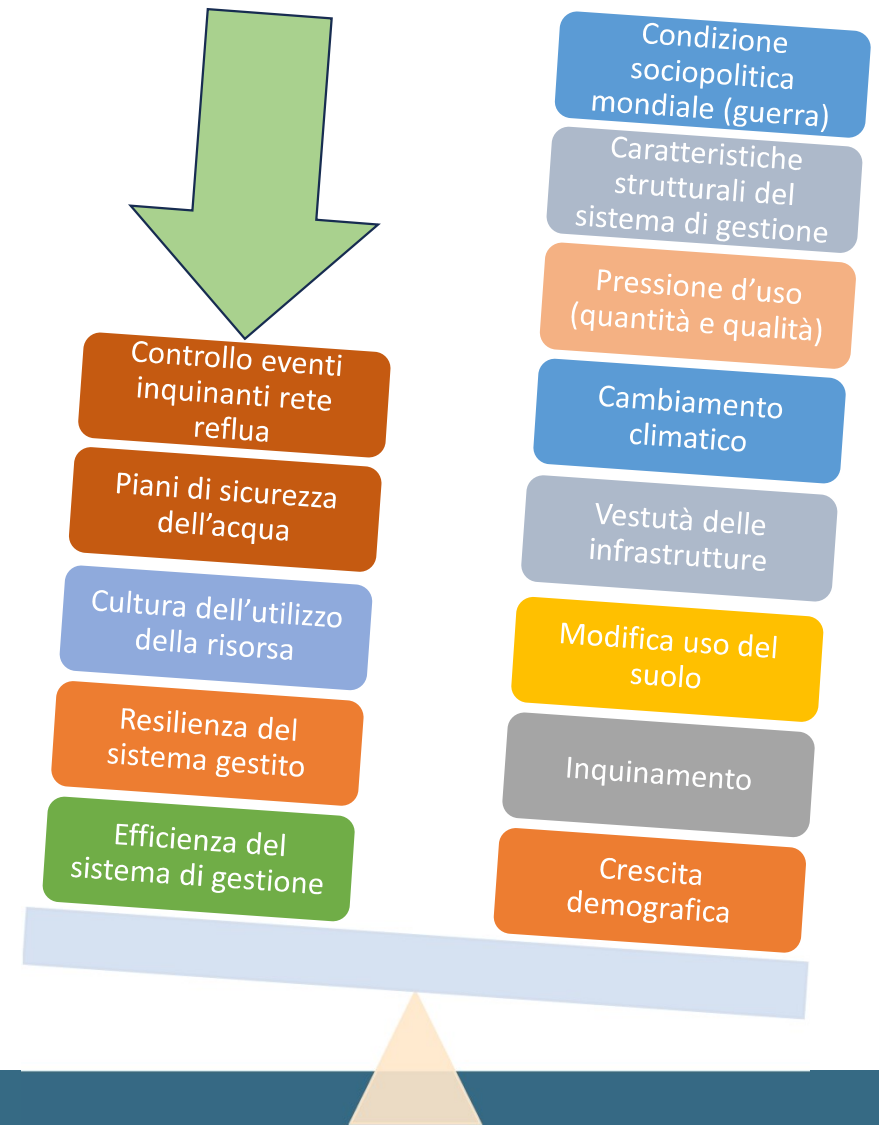 Controllo eventi
inquinanti rete
reflua
Piani di sicurezza
dell’acqua
Cultura dell’utilizzo
della risorsa
Resilienza del
sistema gestito
Efficienza del
sistema di gestione
Condizione
sociopolitica
mondiale (guerra)
Caratteristiche
strutturali del
sistema di gestione
Pressione d’uso
(quantità e qualità)
Cambiamento
climatico
Vestutà delle
infrastrutture
Modifica uso del
suolo
Inquinamento
Crescita
demografica